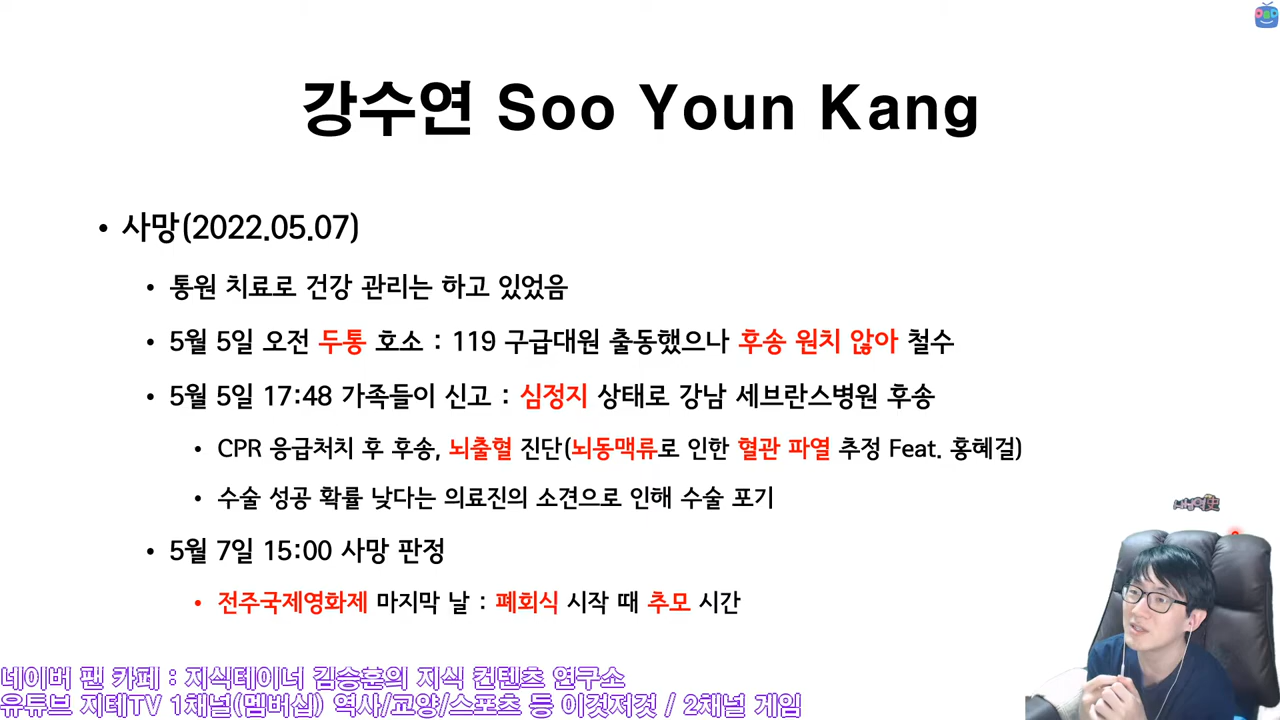 강수연 Soo Youn Kang
• 사망(2022.05.07)
• 통원 치료로 건강 관리는 하고 있었음
• 5월 5일 오전 두통 호소 : 119 구급대원 출동했으나 후송 원치 않아 철수
• 5월 5일 17:48 가족들이 신고 : 심정지 상태로 강남 세브란스병원 후송
• CPR 응급처치 후 후송, 뇌출혈 진단(뇌동맥류로 인한 혈관 파열 추정 Feat. 홍혜걸)
• 수술 성공 확률 낮다는 의료진의 소견으로 인해 수술 포기
• 5월 7일 15:00 사망 판정
• 전주국제영화제 마지막 날 : 폐회식 시작 때 추모 시간
네이버 팬 카페 : 지식테이너 김승훈의 지식 컨텐츠 연구소
유튜브 지테TV 1채널(멤버십) 역사/교양/스포츠 등 이것저것 / 2채널 게임